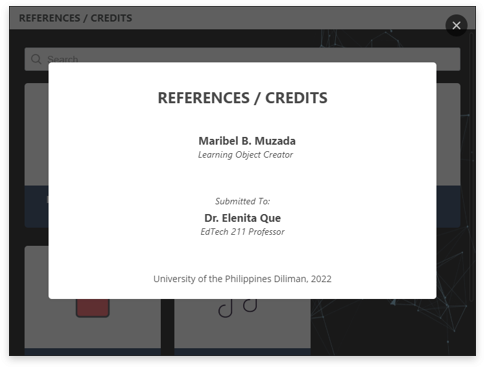 REFERENCES / CREDITS
Search
REFERENCES / CREDITS
Maribel B. Muzada
Learning Object Creator
Submitted To:
Dr. Elenita Que
EdTech 211 Professor
University of the Philippines Diliman, 2022